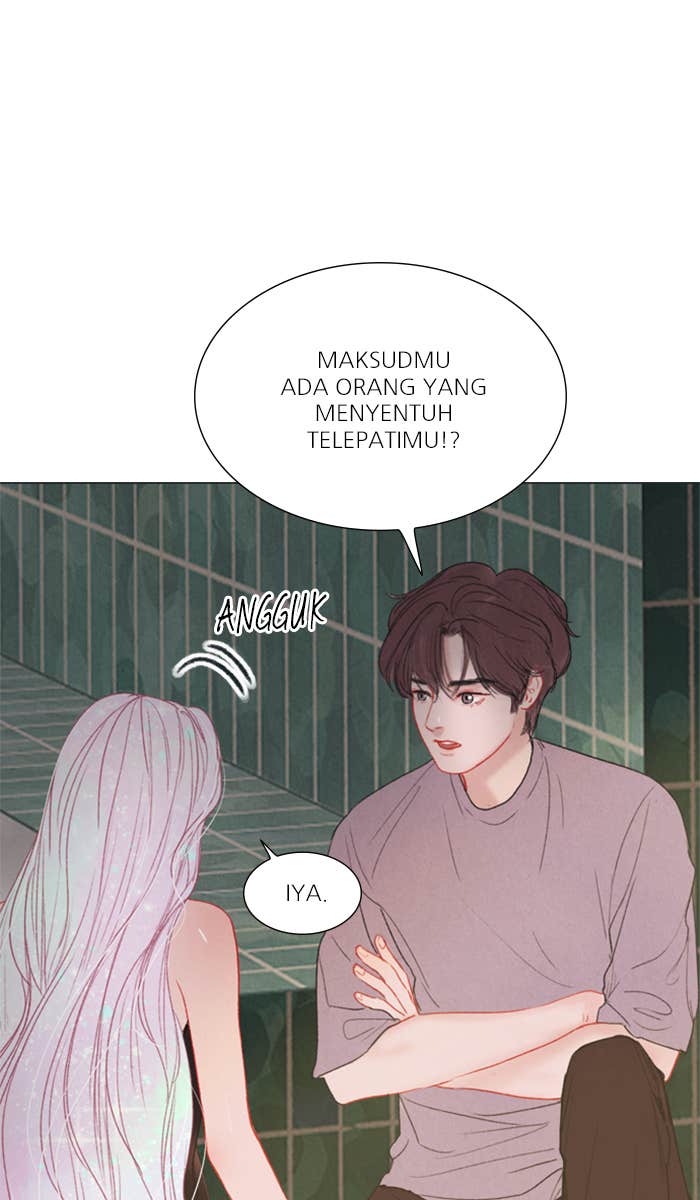 MAKSUDMU
ADA ORANG YANG
MENYENTUH
TELEPATIMU!?
ANGGUK
IYA.